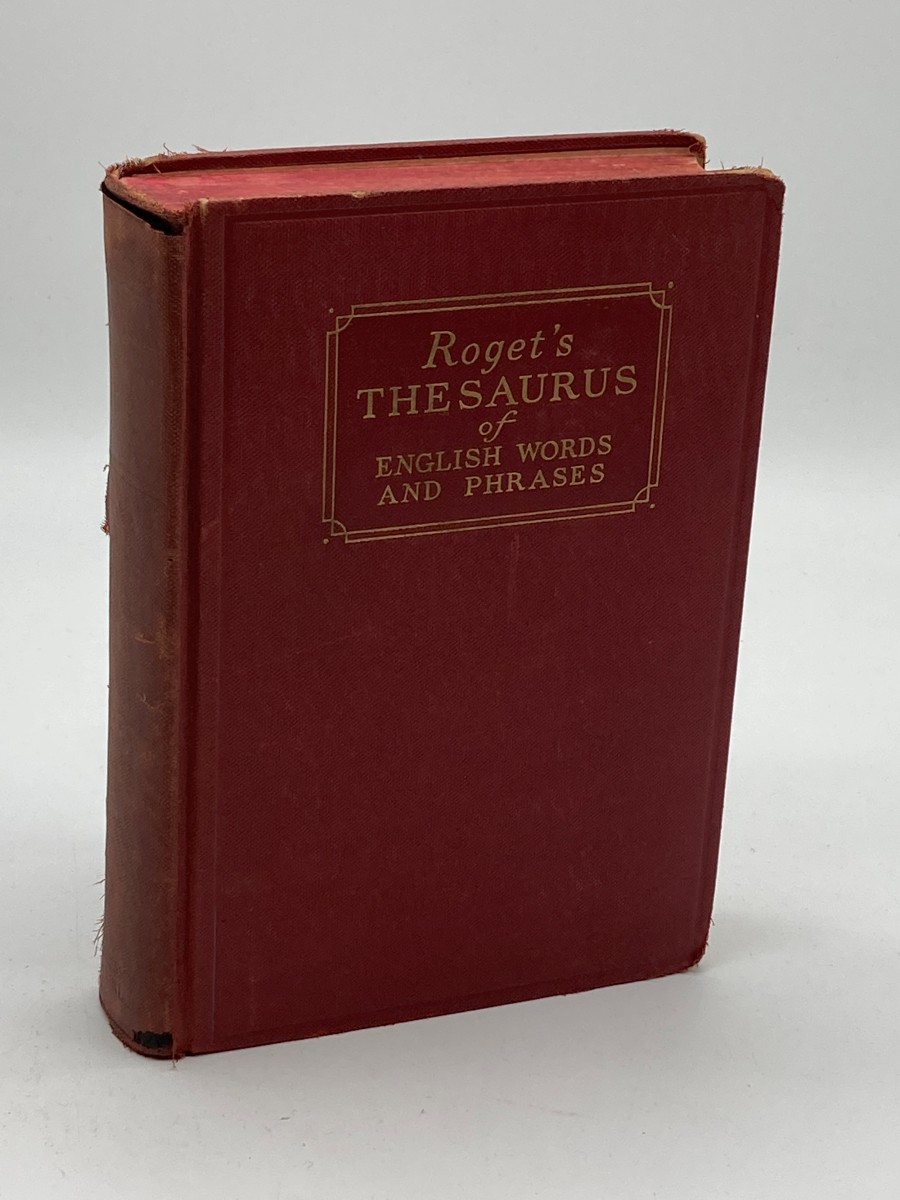 Roget's
THESAURUS
of
ENGLISH WORDS
AND PHRASES